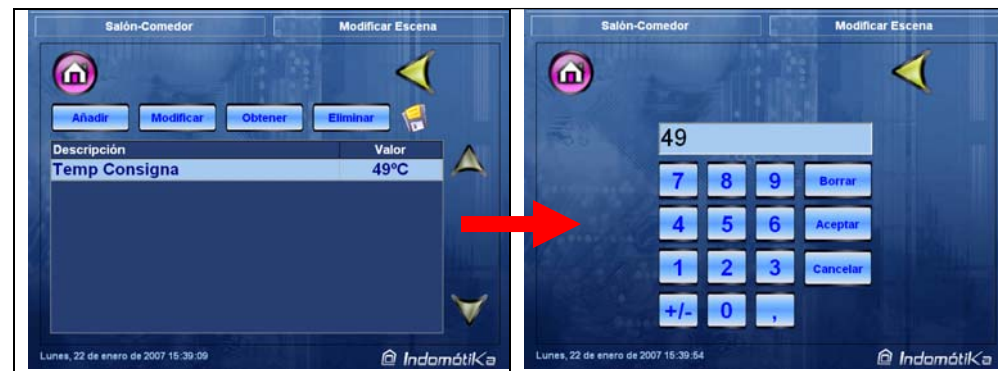 Salón-Comedor
Modificar Escena
Añadir
Modificar
Obtener
Eliminar
Descripción Valor
Temp Consigna 49ºC
Lunes, 22 de enero de 2007 15:39:09
IndomótiKa
Salón-Comedor
Modificar Escena
49
7 8 9 Borrar
4 5 6 Aceptar
1 2 3 Cancelar
+/- 0 ,
Lunes, 22 de enero de 2007 15:39:54
IndomótiKa